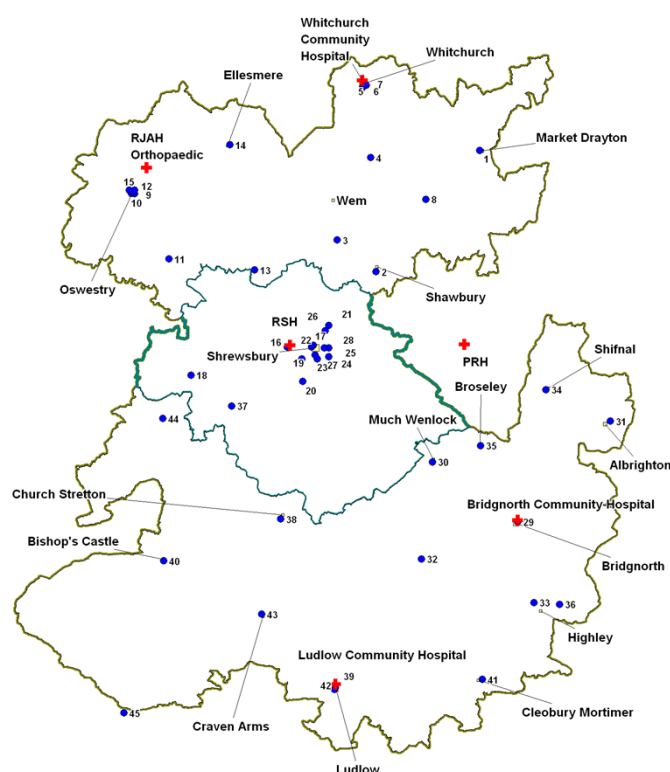 Whitchurch
Community
Hospital
Whitchurch
5
7
6
Ellesmere
RJAH
Orthopaedic
14
Market Drayton
1
4
15
12
9
10
Wem
8
3
11
13
2
Oswestry
Shawbury
26
21
RSH
17
16
22
28
Shrewsbury
25
19
23
27
24
20
PRH
Broseley
Shifnal
18
34
37
44
Much Wenlock
31
35
30
Albrighton
Church Stretton
38
Bridgnorth Community-Hospital
29
Bishop's Castle
40
32
Bridgnorth
33
36
43
Highley
Ludlow Community Hospital
39
42
41
45
Craven Arms
Cleobury Mortimer
Ludlow